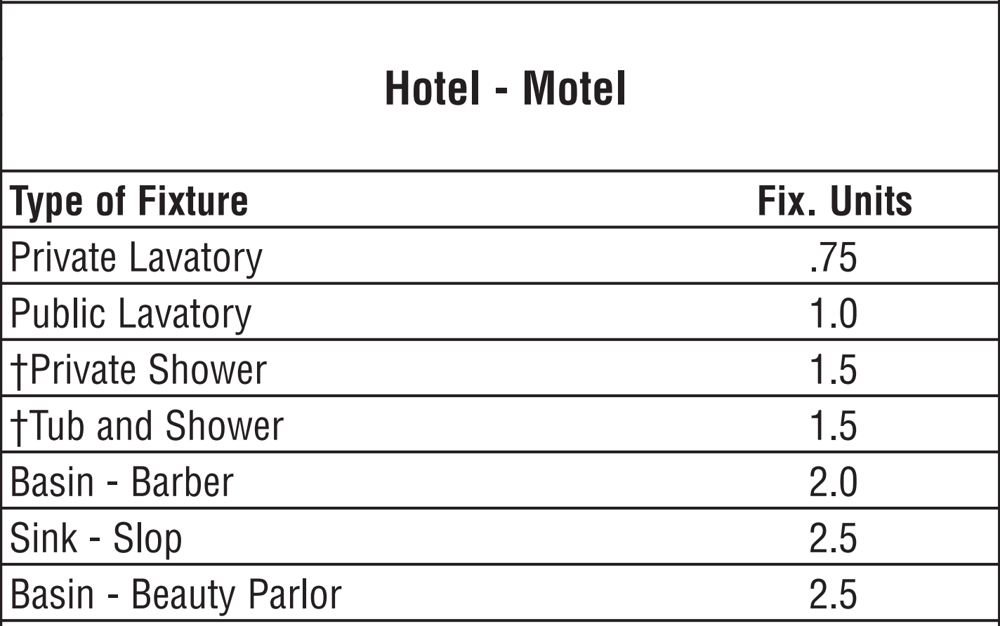 Hotel - Motel
Type of Fixture Fix. Units
Private Lavatory .75
Public Lavatory 1.0
†Private Shower 1.5
†Tub and Shower 1.5
Basin - Barber 2.0
Sink - Slop 2.5
Basin - Beauty Parlor 2.5